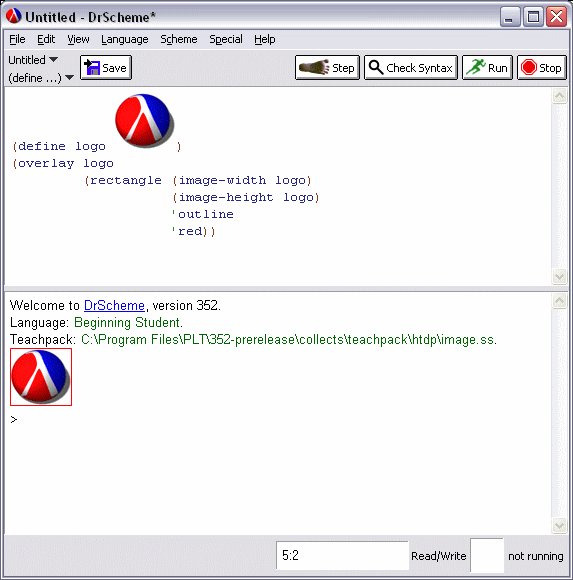 Untitled - DrScheme*
File Edit View Language Scheme Special Help
Untitled
(define ...) Save Step Check Syntax Run Stop
(define logo )
(overlay logo
(rectangle (image-width logo)
(image-height logo)
'outline
'red))
Welcome to DrScheme, version 352.
Language: Beginning Student.
Teachpack: C:\Program Files\PLT\352-prerelease\collects\teachpack\htdp\image.ss.
>
5:2 Read/Write not running